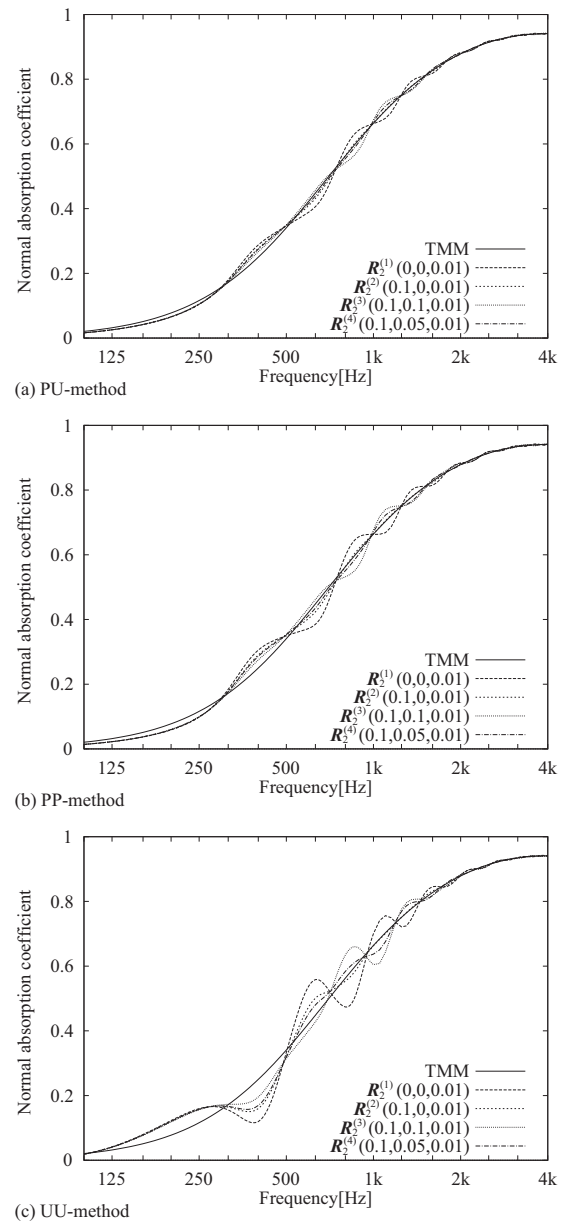 1
0.8
0.6
0.4
0.2
0
Normal absorption coefficient
TMM
R₂⁽¹⁾(0,0,0.01)
R₂⁽²⁾(0.1,0,0.01)
R₂⁽³⁾(0.1,0.1,0.01)
R₂⁽⁴⁾(0.1,0.05,0.01)
125 250 500 1k 2k 4k
Frequency[Hz]
(a) PU-method
1
0.8
0.6
0.4
0.2
0
Normal absorption coefficient
TMM
R₂⁽¹⁾(0,0,0.01)
R₂⁽²⁾(0.1,0,0.01)
R₂⁽³⁾(0.1,0.1,0.01)
R₂⁽⁴⁾(0.1,0.05,0.01)
125 250 500 1k 2k 4k
Frequency[Hz]
(b) PP-method
1
0.8
0.6
0.4
0.2
0
Normal absorption coefficient
TMM
R₂⁽¹⁾(0,0,0.01)
R₂⁽²⁾(0.1,0,0.01)
R₂⁽³⁾(0.1,0.1,0.01)
R₂⁽⁴⁾(0.1,0.05,0.01)
125 250 500 1k 2k 4k
Frequency[Hz]
(c) UU-method